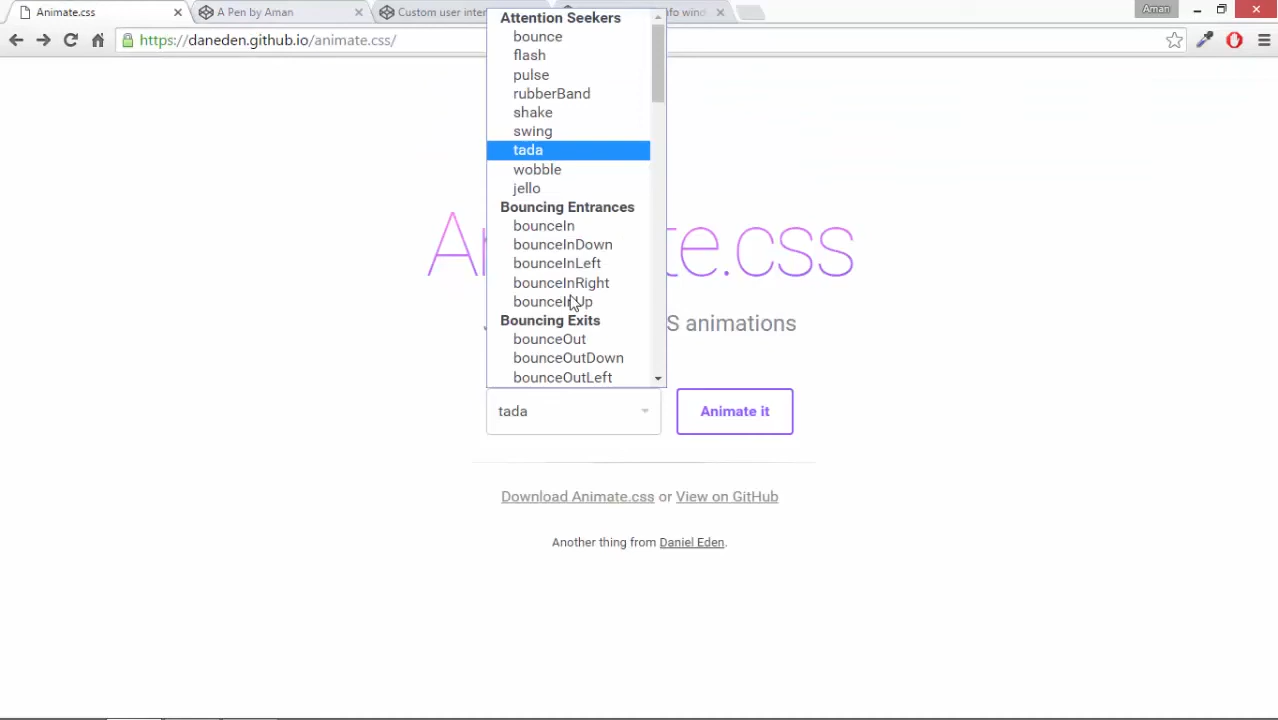 Animate.css
A Pen by Aman
Custom user inter
fo wind
Aman
https://daneden.github.io/animate.css/
Attention Seekers
bounce
flash
pulse
rubberBand
shake
swing
tada
wobble
jello
Bouncing Entrances
bounceIn
bounceInDown
bounceInLeft
bounceInRight
bounceInUp
Bouncing Exits
bounceOut
bounceOutDown
bounceOutLeft
te.css
S animations
tada
Animate it
Download Animate.css or View on GitHub
Another thing from Daniel Eden.